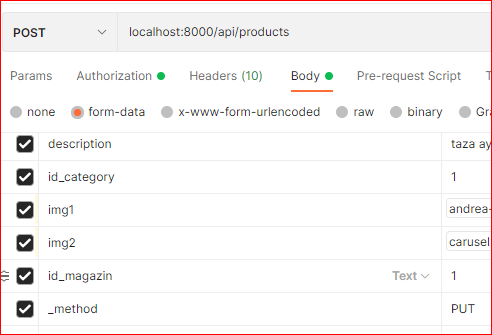 POST localhost:8000/api/products
Params Authorization Headers (10) Body Pre-request Script T
none form-data x-www-form-urlencoded raw binary Gra
description taza ay
id_category 1
img1 andrea-
img2 carusel
id_magazin Text 1
_method PUT